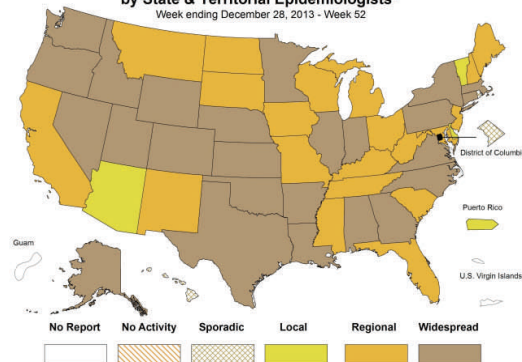 by State & Territorial Epidemiologists
Week ending December 28, 2013 - Week 52
District of Columbi
Puerto Rico
Guam
U.S. Virgin Islands
No Report No Activity Sporadic Local Regional Widespread